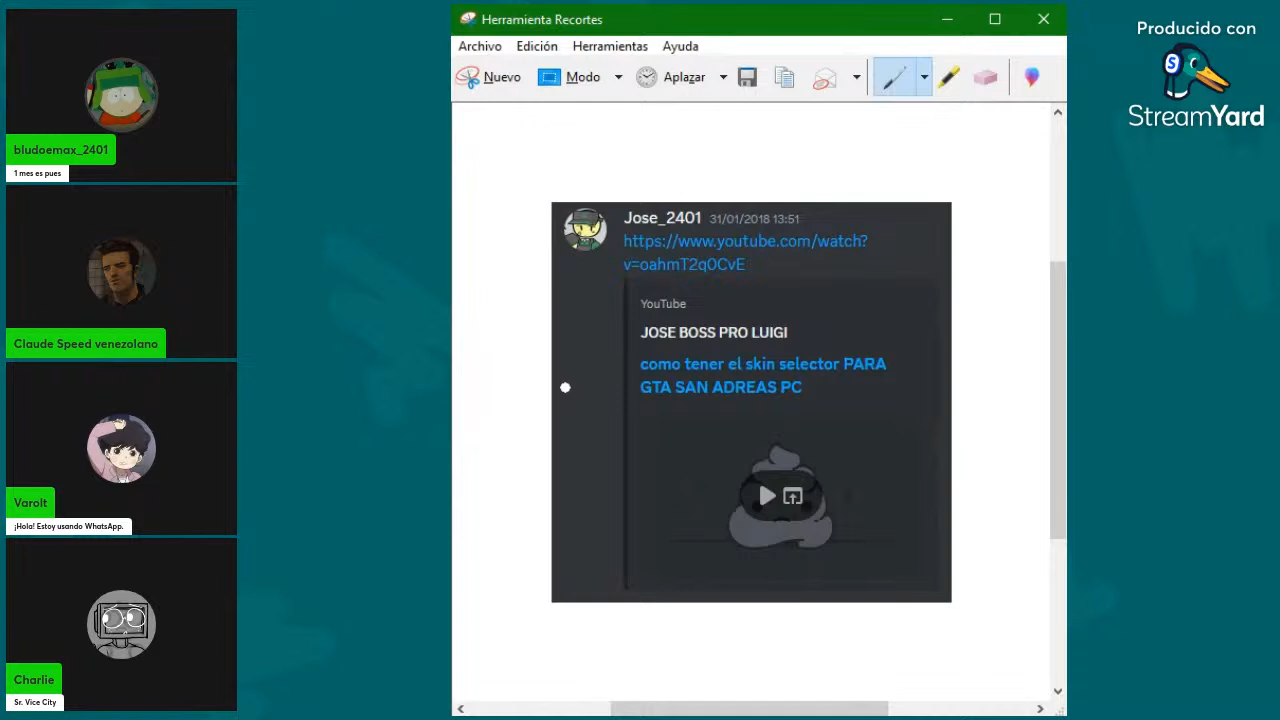 bludoemax_2401
1 mes es pues
Claude Speed venezolano
Varolt
¡Hola! Estoy usando WhatsApp.
Charlie
Sr. Vice City
Herramienta Recortes
Archivo Edición Herramientas Ayuda
Nuevo Modo Aplazar
Jose_2401 31/01/2018 13:51
https://www.youtube.com/watch?
v=oahmT2q0CvE
YouTube
JOSE BOSS PRO LUIGI
como tener el skin selector PARA
GTA SAN ADREAS PC
Producido con
S
StreamYard